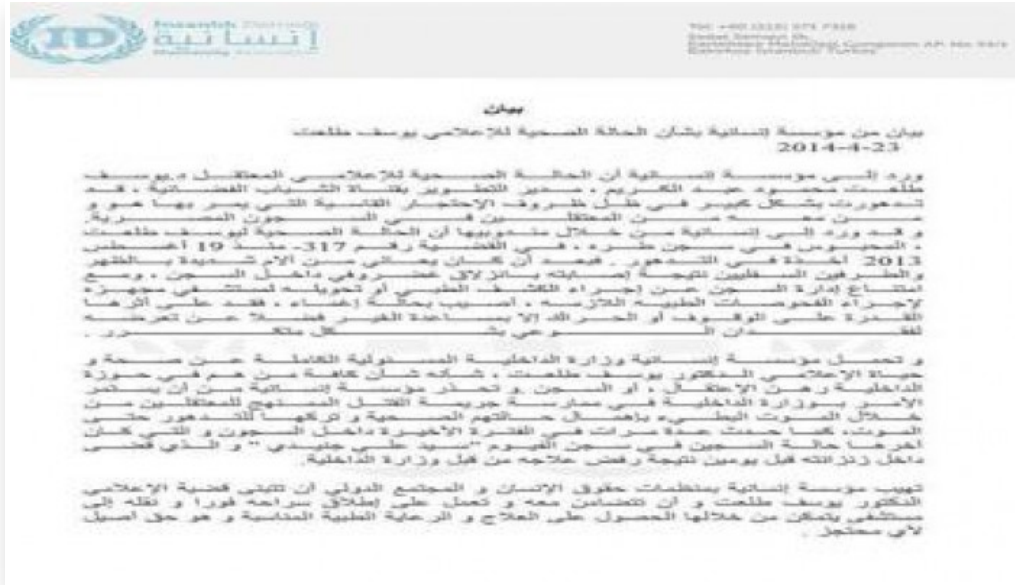 إنسانية
ID
بيان
بيان من مؤسسة إنسانية بشأن الحالة الصحية للإعلامي يوسف طلعت
23-4-2014
ورد إلى مؤسسة إنسانية أن الحالة الصحية للإعلامي المعتقل د.يوسف
طلعت محمود عبد الكريم ، مدير التطوير بقناة الشباب الفضائية ، قد
تدهورت بشكل كبير في ظل ظروف الاحتجاز القاسية التي يمر بها هو و
من معه من المعتقلين في السجون المصرية.
و قد ورد إلى إنسانية من خلال مندوبيها أن الحالة الصحية ليوسف طلعت
، المحبوس في سجن طره ، في القضية رقم 317- منذ 19 أغسطس
2013 آخذة في التدهور . فبعد أن كان يعاني من آلام شديدة بالظهر
والطرفين السفليين نتيجة إصابته بانزلاق غضروفي داخل السجن ، ومع
امتناع إدارة السجن عن إجراء الكشف الطبي أو تحويله لمستشفى مجهزه
لإجراء الفحوصات الطبيه اللازمه ، أصيب بحالة إغماء ، فقد على أثرها
القدرة على الوقوف أو الحراك إلا بمساعدة الغير فضلاً عن تعرضه
لفقدان الوعي بشكل متكرر .
و تحمل مؤسسة إنسانية وزارة الداخلية المسئولية الكاملة عن صحة و
حياة الإعلامي الدكتور يوسف طلعت ، شأنه شأن كافة من هم في حوزة
الداخلية رهن الاعتقال ، أو السجن و تحذر مؤسسة إنسانية من أن يستمر
الأمر بوزارة الداخلية في ممارسة جريمة القتل الممنهج للمعتقلين من
خلال الموت البطيء بإهمال حالتهم الصحية و تركها للتدهور حتى
الموت، كما حدث عدة مرات في الفترة الأخيرة داخل السجون و التي كان
آخرها حالة السجين في سجن الفيوم "سيد علي جنيدي" و الذي قضى
داخل زنزانته قبل يومين نتيجة رفض علاجه من قبل وزارة الداخلية.
تهيب مؤسسة إنسانية بمنظمات حقوق الإنسان و المجتمع الدولي أن تتبنى قضية الإعلامي
الدكتور يوسف طلعت و أن تتضامن معه و تعمل على إطلاق سراحه فورا و نقله إلى
مستشفى يتمكن من خلالها الحصول على العلاج و الرعاية الطبية المناسبة و هو حق أصيل
لأي محتجز .